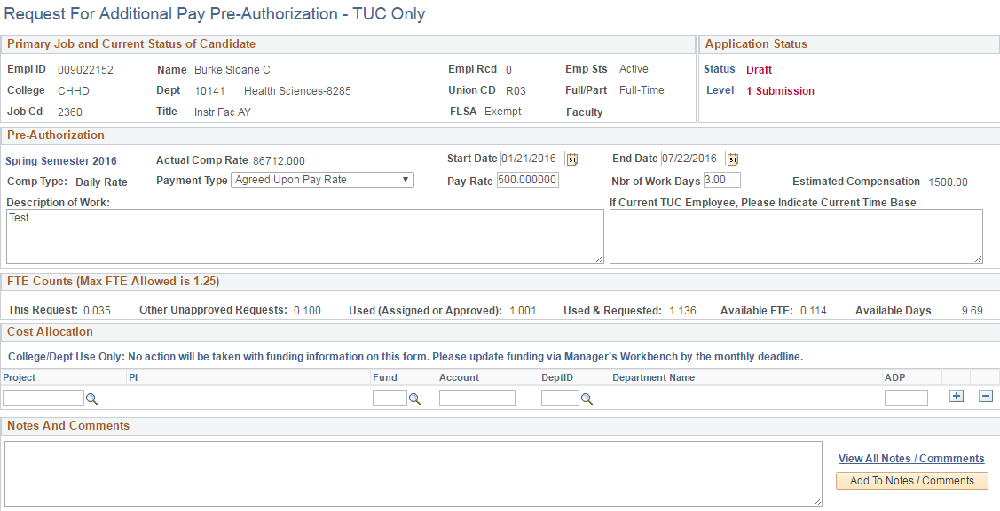 Request For Additional Pay Pre-Authorization - TUC Only
Primary Job and Current Status of Candidate Application Status
Empl ID 009022152 Name Burke,Sloane C Empl Rcd 0 Emp Sts Active Status Draft
College CHHD Dept 10141 Health Sciences-8285 Union CD R03 Full/Part Full-Time Level 1 Submission
Job Cd 2360 Title Instr Fac AY FLSA Exempt Faculty
Pre-Authorization
Spring Semester 2016 Actual Comp Rate 86712.000 Start Date 01/21/2016 31 End Date 07/22/2016 31
Comp Type: Daily Rate Payment Type Agreed Upon Pay Rate Pay Rate 500.000000 Nbr of Work Days 3.00 Estimated Compensation 1500.00
Description of Work: If Current TUC Employee, Please Indicate Current Time Base
Test
FTE Counts (Max FTE Allowed is 1.25)
This Request: 0.035 Other Unapproved Requests: 0.100 Used (Assigned or Approved): 1.001 Used & Requested: 1.136 Available FTE: 0.114 Available Days 9.69
Cost Allocation
College/Dept Use Only: No action will be taken with funding information on this form. Please update funding via Manager's Workbench by the monthly deadline.
Project PI Fund Account DeptID Department Name ADP
Notes And Comments
View All Notes / Commments
Add To Notes / Comments